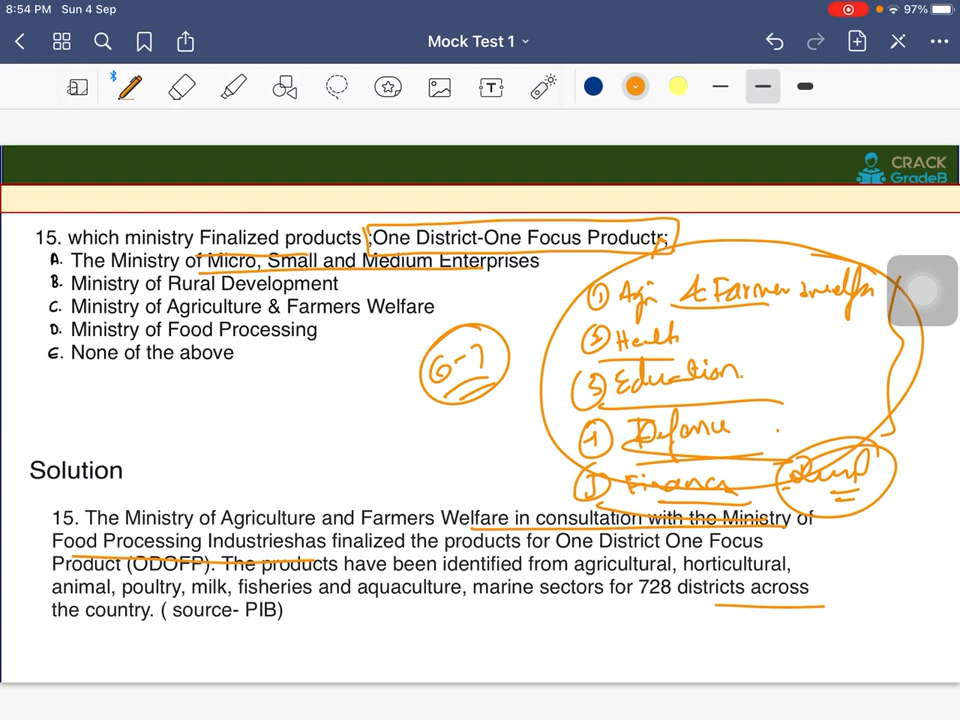 8:54 PM Sun 4 Sep
97%
Mock Test 1
CRACK
GradeB
15. which ministry Finalized products ;One District-One Focus Product;
A. The Ministry of Micro, Small and Medium Enterprises
B. Ministry of Rural Development
C. Ministry of Agriculture & Farmers Welfare
D. Ministry of Food Processing
E. None of the above
① Agri & Farmer
② Health
③ Education
④ Defance
⑤ Finance
6-7
Solution
15. The Ministry of Agriculture and Farmers Welfare in consultation with the Ministry of
Food Processing Industrieshas finalized the products for One District One Focus
Product (ODOFP). The products have been identified from agricultural, horticultural,
animal, poultry, milk, fisheries and aquaculture, marine sectors for 728 districts across
the country. ( source- PIB)